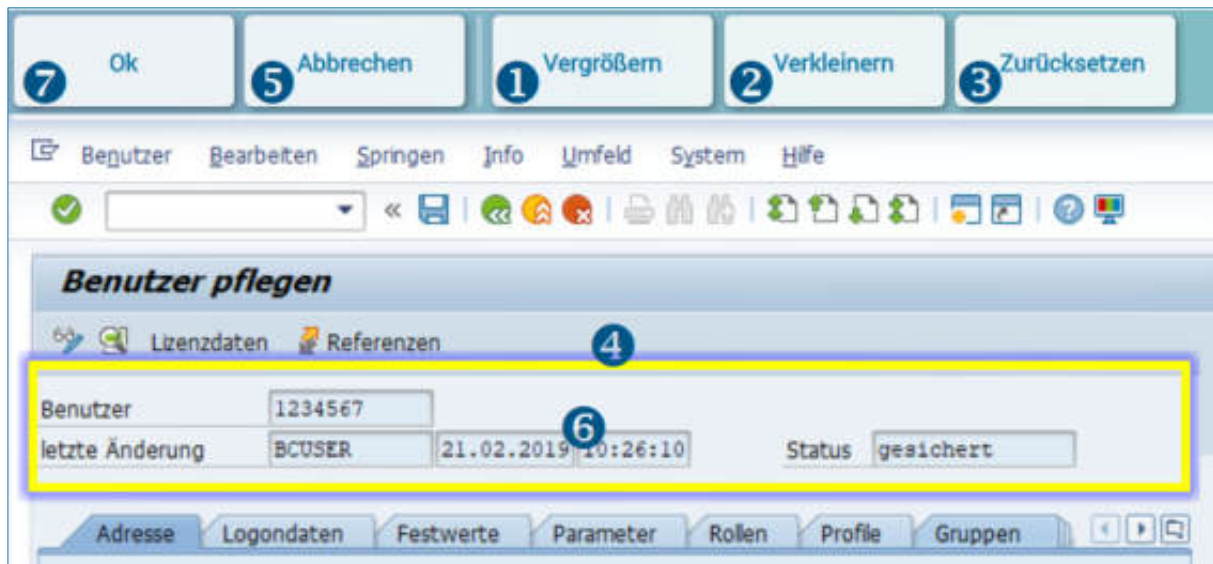 7 Ok 5 Abbrechen 1 Vergrößern 2 Verkleinern 3 Zurücksetzen
Benutzer Bearbeiten Springen Info Umfeld System Hilfe
«
Benutzer pflegen
Lizenzdaten Referenzen 4
Benutzer 1234567
6
letzte Änderung BCUSER 21.02.2019 10:26:10 Status gesichert
Adresse Logondaten Festwerte Parameter Rollen Profile Gruppen